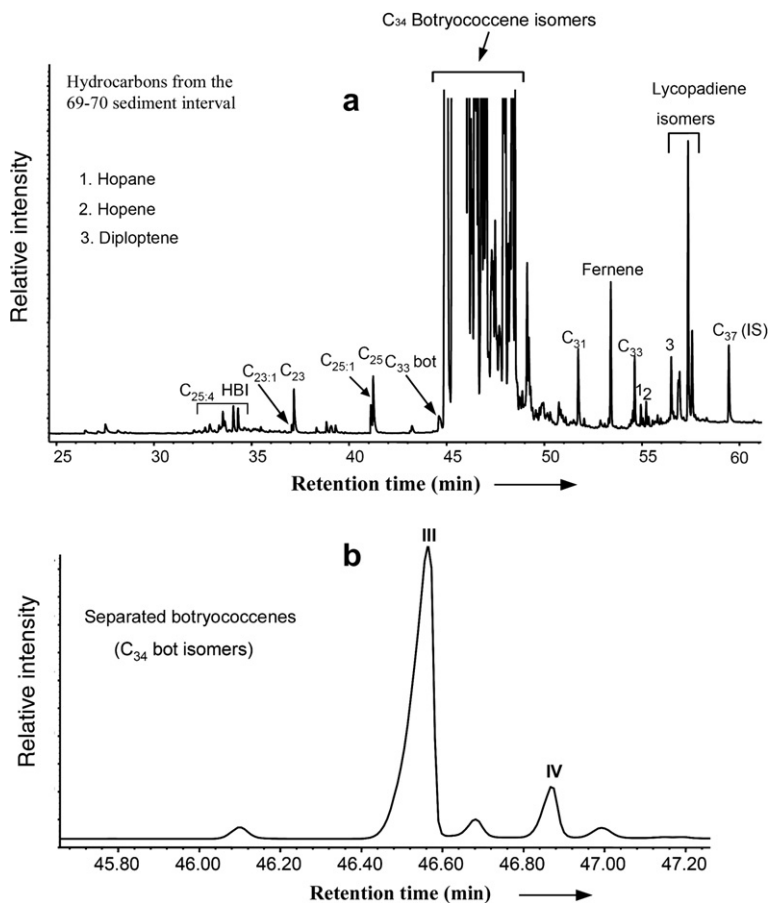 C₃₄ Botryococcene isomers
Hydrocarbons from the
69-70 sediment interval
a
Lycopadiene
isomers
1. Hopane
2. Hopene
3. Diploptene
Relative intensity
Fernene
C₂₅:₄ HBI
C₂₃:₁ C₂₃
C₂₅:₁ C₂₅ C₃₃ bot
C₃₁
C₃₃
1 2
3
C₃₇ (IS)
25 30 35 40 45 50 55 60
Retention time (min)
b
III
Separated botryococcenes
(C₃₄ bot isomers)
IV
Relative intensity
45.80 46.00 46.20 46.40 46.60 46.80 47.00 47.20
Retention time (min)